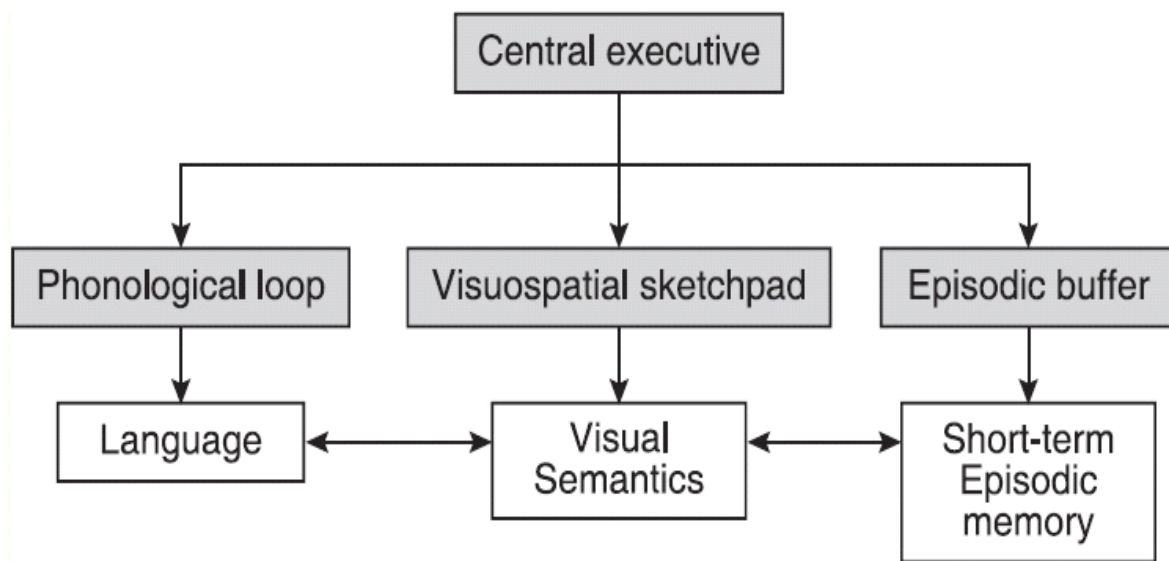 Central executive
Phonological loop
Visuospatial sketchpad
Episodic buffer
Language
Visual
Semantics
Short-term
Episodic
memory